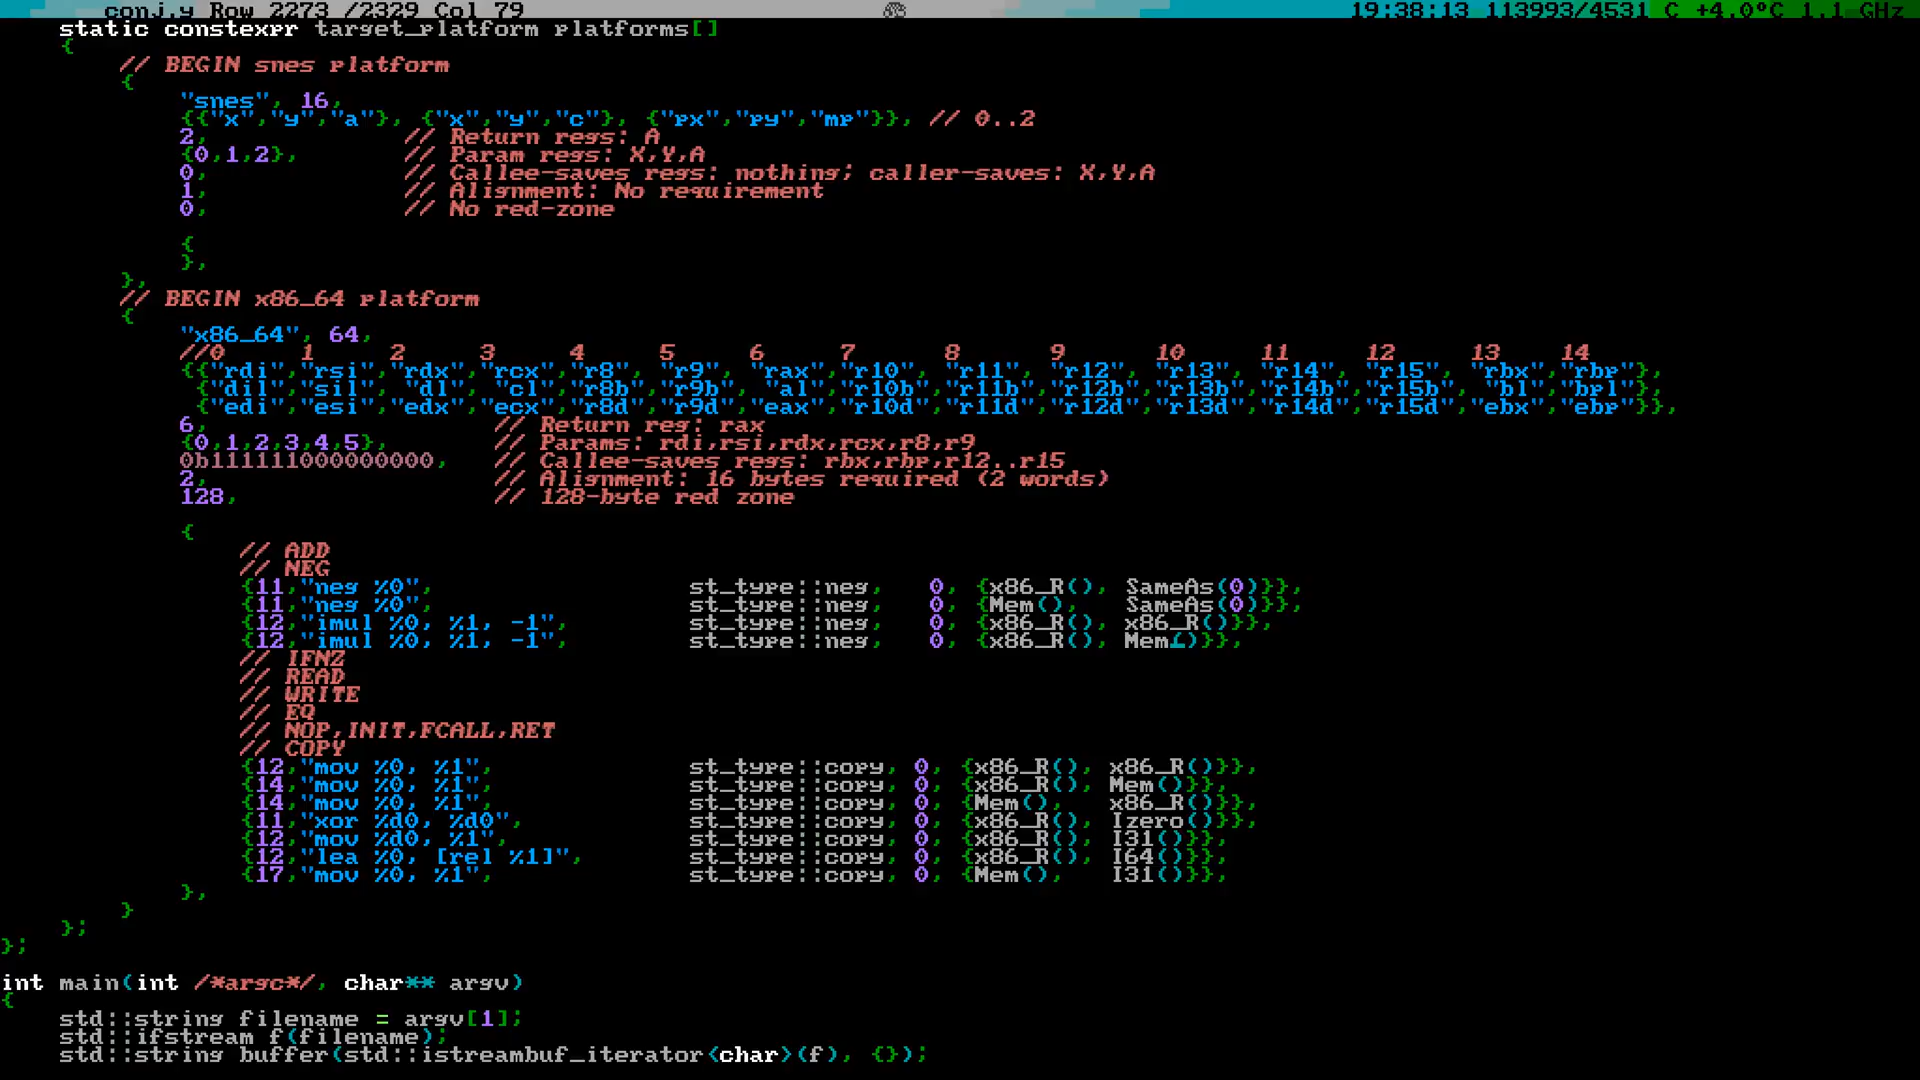 conj.y Row 2273 /2329 Col 79 19:38:13 113993/4531 C +4.0°C 1.1 GHz
static constexpr target_platform platforms[]
{
// BEGIN snes platform
{
"snes", 16,
{{"x","y","a"}, {"x","y","c"}, {"px","py","mp"}}, // 0..2
2, // Return regs: A
{0,1,2}, // Param regs: X,Y,A
0, // Callee-saves regs: nothing; caller-saves: X,Y,A
1, // Alignment: No requirement
0, // No red-zone
{
},
},
// BEGIN x86_64 platform
{
"x86_64", 64,
//0 1 2 3 4 5 6 7 8 9 10 11 12 13 14
{{"rdi","rsi","rdx","rcx","r8", "r9", "rax","r10", "r11", "r12", "r13", "r14", "r15", "rbx","rbp"},
{"dil","sil","dl", "cl","r8b","r9b", "al","r10b","r11b","r12b","r13b","r14b","r15b", "bl","bpl"},
{"edi","esi","edx","ecx","r8d","r9d","eax","r10d","r11d","r12d","r13d","r14d","r15d","ebx","ebp"}},
6, // Return reg: rax
{0,1,2,3,4,5}, // Params: rdi,rsi,rdx,rcx,r8,r9
0b111111000000000, // Callee-saves regs: rbx,rbp,r12..r15
2, // Alignment: 16 bytes required (2 words)
128, // 128-byte red zone
{
// ADD
// NEG
{11,"neg %0", st_type::neg, 0, {x86_R(), SameAs(0)}},
{11,"neg %0", st_type::neg, 0, {Mem(), SameAs(0)}},
{12,"imul %0, %1, -1", st_type::neg, 0, {x86_R(), x86_R()}},
{12,"imul %0, %1, -1", st_type::neg, 0, {x86_R(), Mem()}},
// IFNZ
// READ
// WRITE
// EQ
// NOP,INIT,FCALL,RET
// COPY
{12,"mov %0, %1", st_type::copy, 0, {x86_R(), x86_R()}},
{14,"mov %0, %1", st_type::copy, 0, {x86_R(), Mem()}},
{14,"mov %0, %1", st_type::copy, 0, {Mem(), x86_R()}},
{11,"xor %d0, %d0", st_type::copy, 0, {x86_R(), Izero()}},
{12,"mov %d0, %1", st_type::copy, 0, {x86_R(), I31()}},
{12,"lea %0, [rel %1]", st_type::copy, 0, {x86_R(), I64()}},
{17,"mov %0, %1", st_type::copy, 0, {Mem(), I31()}},
},
}
};
};
int main(int /*argc*/, char** argv)
{
std::string filename = argv[1];
std::ifstream f(filename);
std::string buffer(std::istreambuf_iterator<char>(f), {});